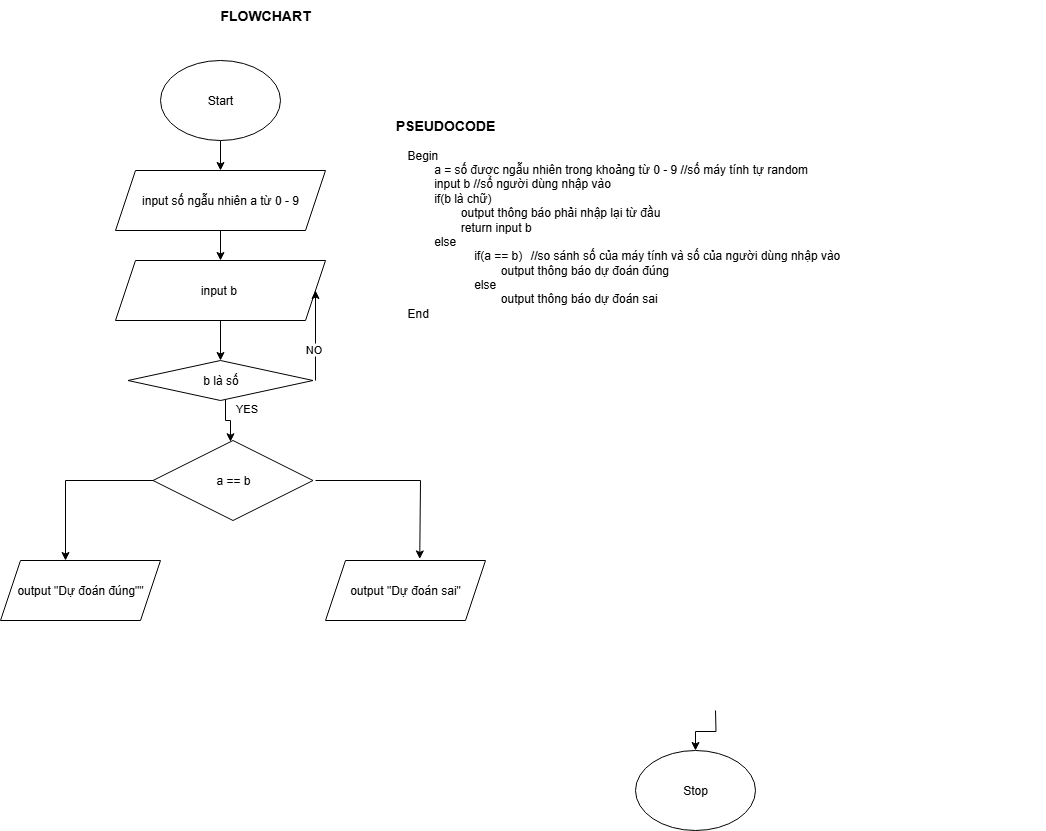 FLOWCHART
Start
input số ngẫu nhiên a từ 0 - 9
input b
NO
b là số
YES
a == b
output "Dự đoán đúng""
output "Dự đoán sai"
PSEUDOCODE
Begin
a = số được ngẫu nhiên trong khoảng từ 0 - 9 //số máy tính tự random
input b //số người dùng nhập vào
if(b là chữ)
output thông báo phải nhập lại từ đầu
return input b
else
if(a == b) //so sánh số của máy tính và số của người dùng nhập vào
output thông báo dự đoán đúng
else
output thông báo dự đoán sai
End
Stop